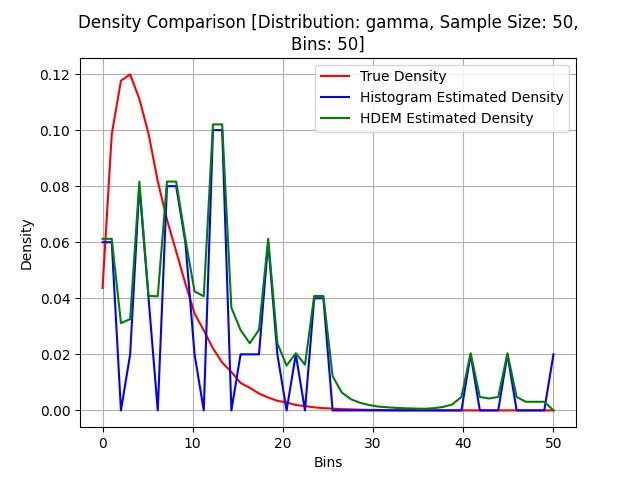 Density Comparison [Distribution: gamma, Sample Size: 50,
Bins: 50]
True Density
Histogram Estimated Density
HDEM Estimated Density
Density
0.12
0.10
0.08
0.06
0.04
0.02
0.00
0 10 20 30 40 50
Bins